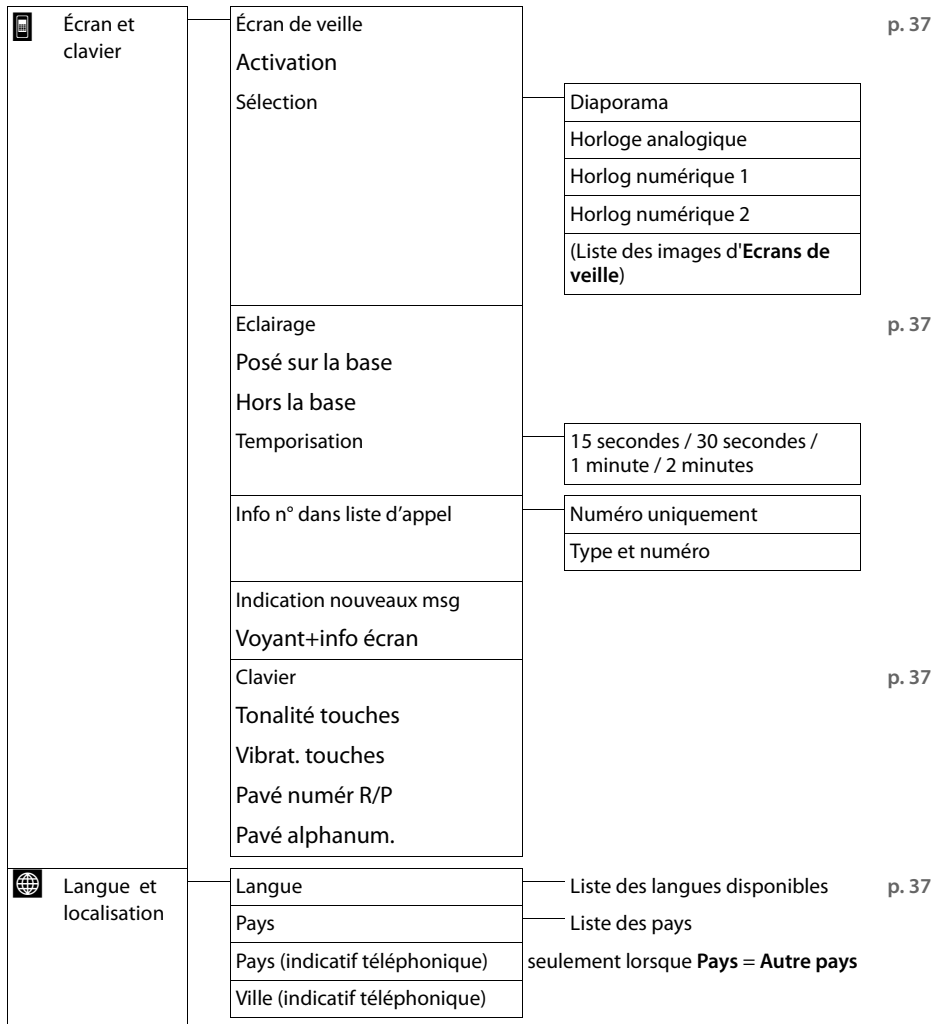 Écran et
clavier
Écran de veille
p. 37
Activation
Sélection
Diaporama
Horloge analogique
Horlog numérique 1
Horlog numérique 2
(Liste des images d'Ecrans de
veille)
Eclairage
p. 37
Posé sur la base
Hors la base
Temporisation
15 secondes / 30 secondes /
1 minute / 2 minutes
Info n° dans liste d’appel
Numéro uniquement
Type et numéro
Indication nouveaux msg
Voyant+info écran
Clavier
p. 37
Tonalité touches
Vibrat. touches
Pavé numér R/P
Pavé alphanum.
Langue et
localisation
Langue
Liste des langues disponibles
p. 37
Pays
Liste des pays
Pays (indicatif téléphonique)
seulement lorsque Pays = Autre pays
Ville (indicatif téléphonique)